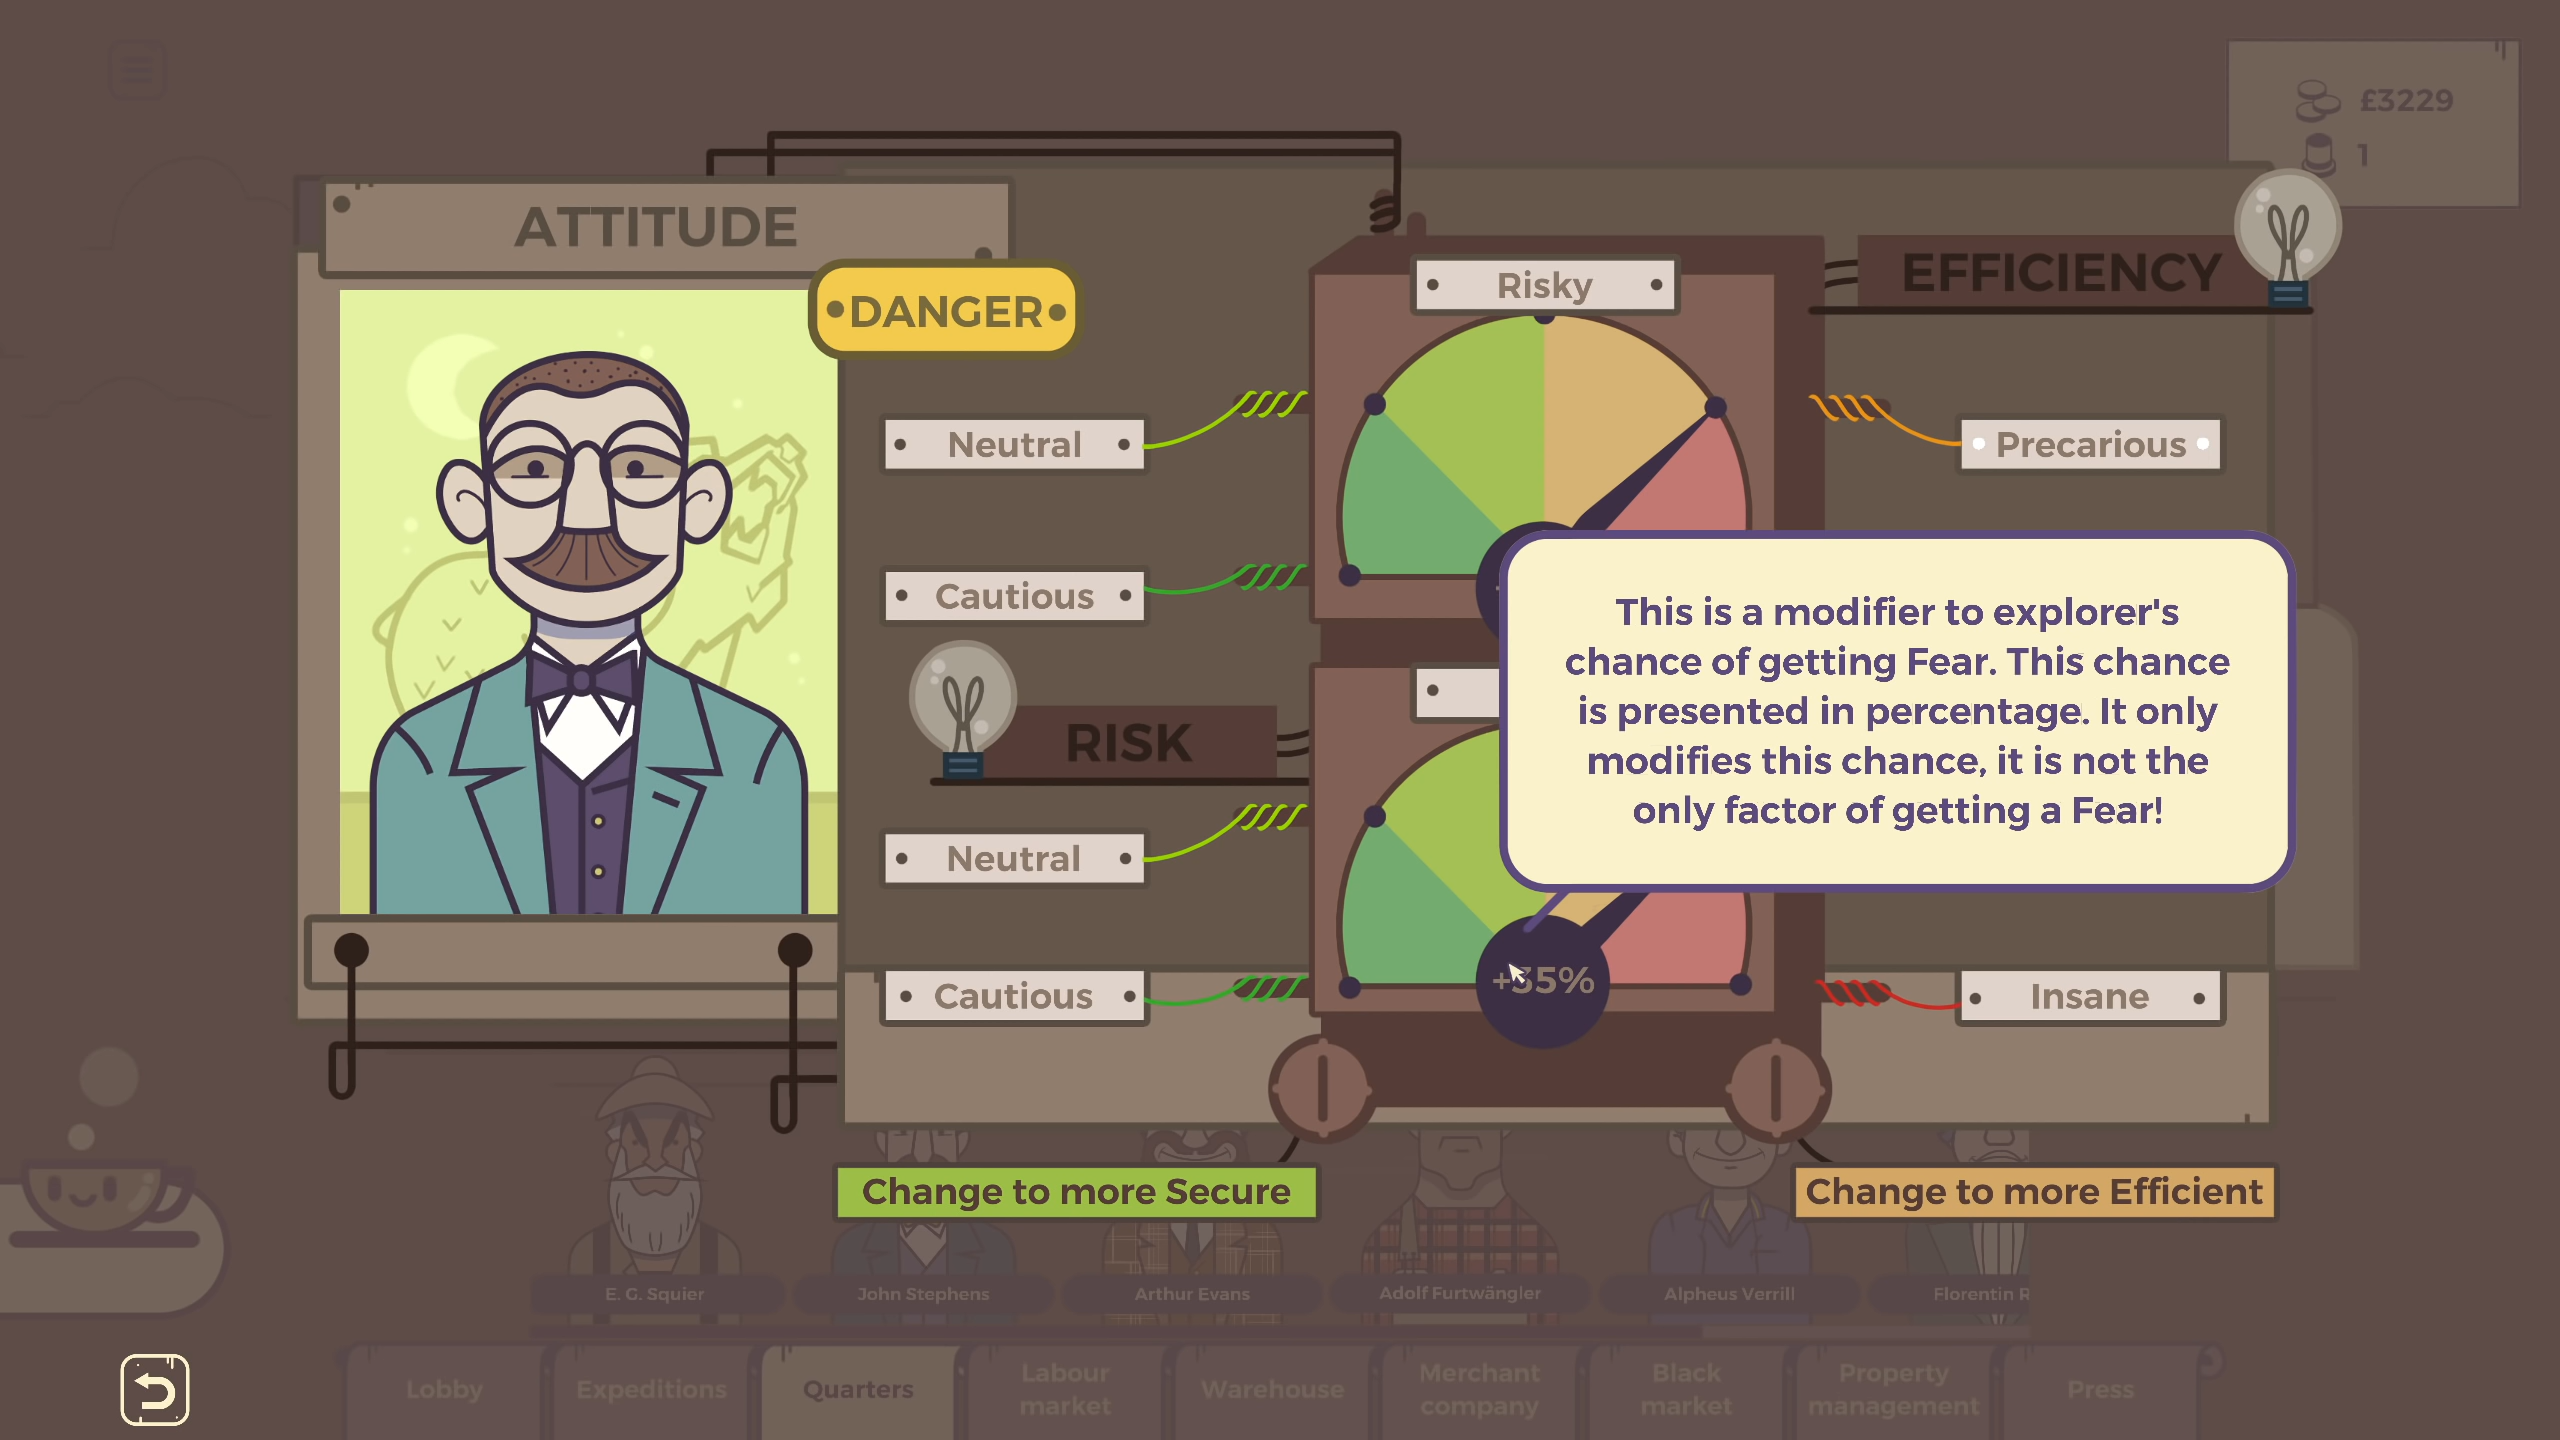 £3229
1
ATTITUDE
DANGER
Risky
EFFICIENCY
Neutral
Precarious
Cautious
RISK
This is a modifier to explorer's
chance of getting Fear. This chance
is presented in percentage. It only
modifies this chance, it is not the
only factor of getting a Fear!
Neutral
+35%
Cautious
Insane
Change to more Secure
Change to more Efficient
E. G. Squier
John Stephens
Arthur Evans
Adolf Furtwängler
Alpheus Verrill
Florentin
Lobby
Expeditions
Quarters
Labour
market
Warehouse
Merchant
company
Black
market
Property
management
Press